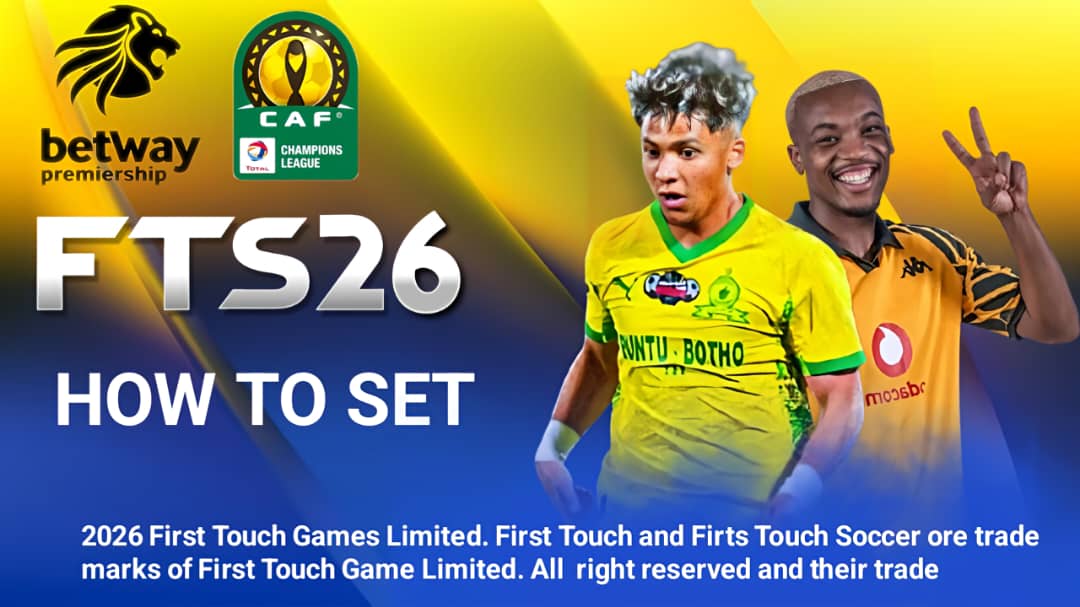 betway
premiership
CAF
TOTAL
CHAMPIONS
LEAGUE
FTS26
HOW TO SET
UNTU · BOTHO
vodacom
2026 First Touch Games Limited. First Touch and Firts Touch Soccer ore trade
marks of First Touch Game Limited. All right reserved and their trade